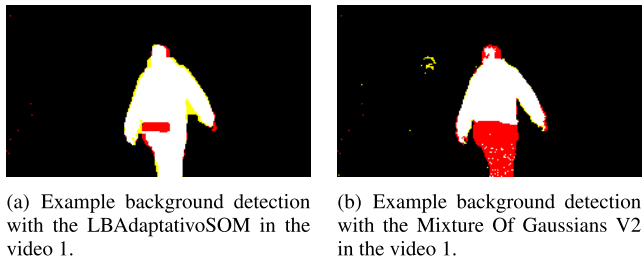 (a) Example background detection
with the LBAdaptativoSOM in the
video 1.
(b) Example background detection
with the Mixture Of Gaussians V2
in the video 1.